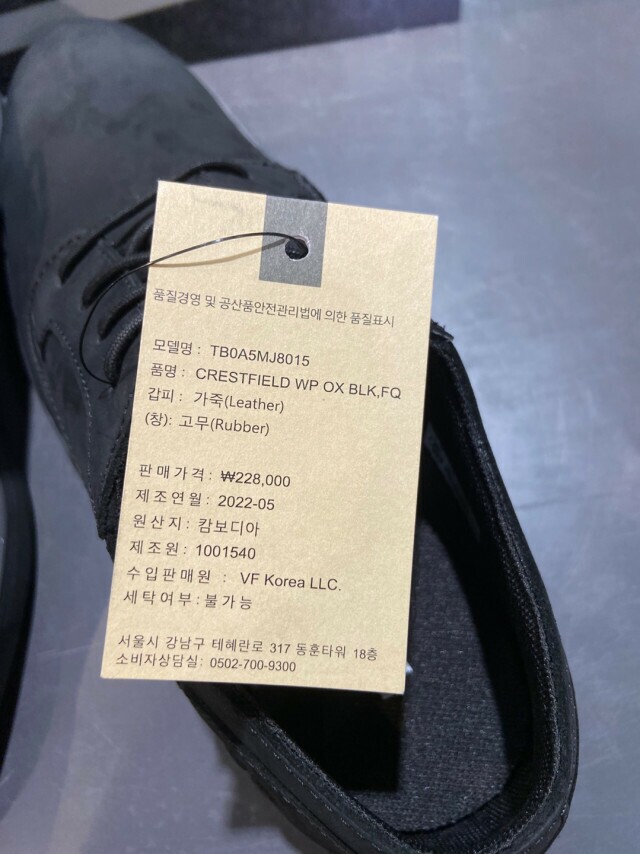 품질경영 및 공산품안전관리법에 의한 품질표시
모델명 : TB0A5MJ8015
품명 : CRESTFIELD WP OX BLK,FQ
갑피 : 가죽(Leather)
(창): 고무(Rubber)
판매가격 : ₩228,000
제조연월 : 2022-05
원산지 : 캄보디아
제조원 : 1001540
수입판매원 : VF Korea LLC.
세탁여부 : 불가능
서울시 강남구 테헤란로 317 동훈타워 18층
소비자상담실: 0502-700-9300